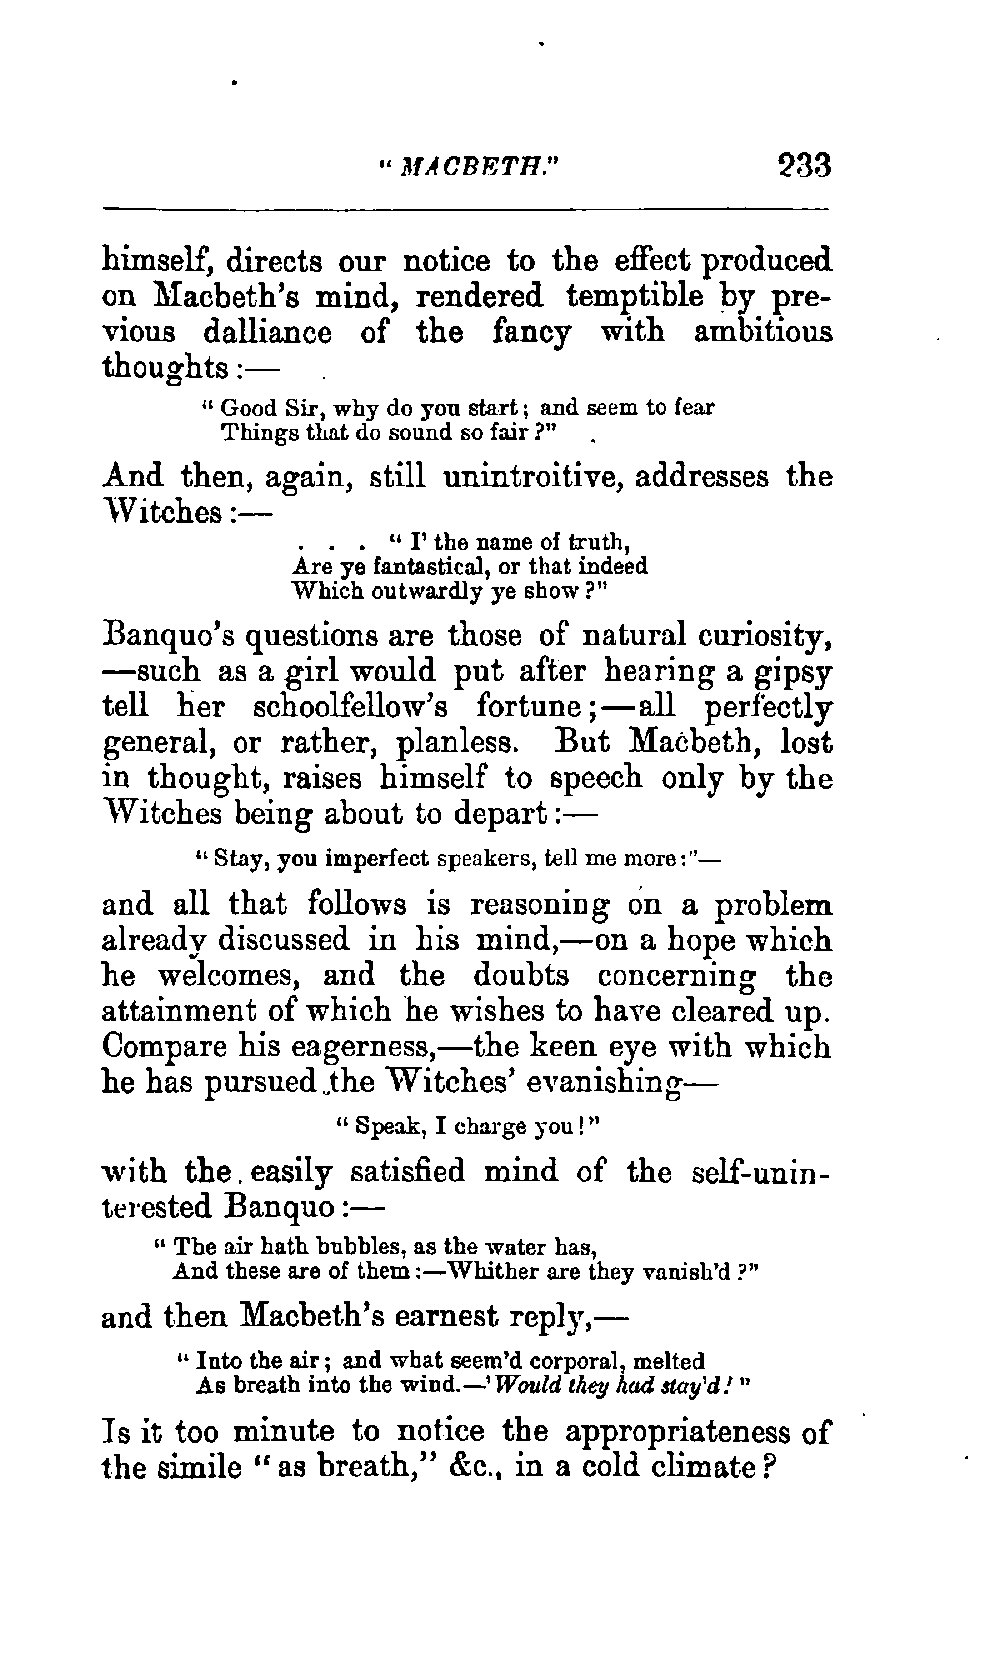 “ MACBETH.” 233
himself, directs our notice to the effect produced
on Macbeth’s mind, rendered temptible by pre-
vious dalliance of the fancy with ambitious
thoughts :—
“ Good Sir, why do you start ; and seem to fear
Things that do sound so fair ?”
And then, again, still unintroitive, addresses the
Witches :—
. . . “ I’ the name of truth,
Are ye fantastical, or that indeed
Which outwardly ye show ?”
Banquo’s questions are those of natural curiosity,
—such as a girl would put after hearing a gipsy
tell her schoolfellow’s fortune ;—all perfectly
general, or rather, planless. But Macbeth, lost
in thought, raises himself to speech only by the
Witches being about to depart :—
“ Stay, you imperfect speakers, tell me more :”—
and all that follows is reasoning on a problem
already discussed in his mind,—on a hope which
he welcomes, and the doubts concerning the
attainment of which he wishes to have cleared up.
Compare his eagerness,—the keen eye with which
he has pursued the Witches’ evanishing—
“ Speak, I charge you !”
with the easily satisfied mind of the self-unin-
terested Banquo :—
“ The air hath bubbles, as the water has,
And these are of them :—Whither are they vanish’d ?”
and then Macbeth’s earnest reply,—
“ Into the air ; and what seem’d corporal, melted
As breath into the wind.—’Would they had stay’d ! ”
Is it too minute to notice the appropriateness of
the simile “ as breath,” &c., in a cold climate ?